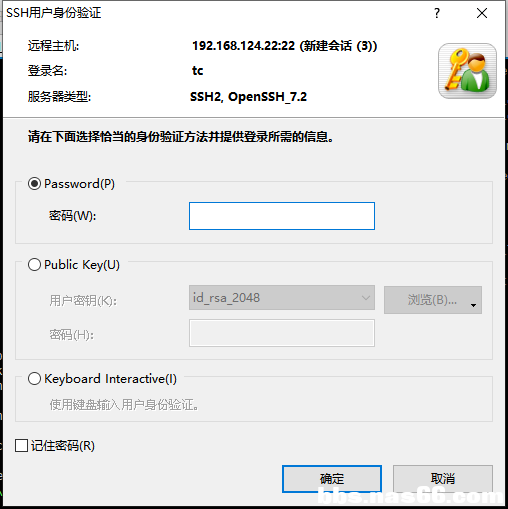 SSH用户身份验证
远程主机: 192.168.124.22:22 (新建会话 (3))
登录名: tc
服务器类型: SSH2, OpenSSH_7.2
请在下面选择恰当的身份验证方法并提供登录所需的信息。
Password(P)
密码(W):
Public Key(U)
用户密钥(K): id_rsa_2048 浏览(B)...
密码(H):
Keyboard Interactive(I)
使用键盘输入用户身份验证。
记住密码(R)
确定 取消
bbs.nas66.com